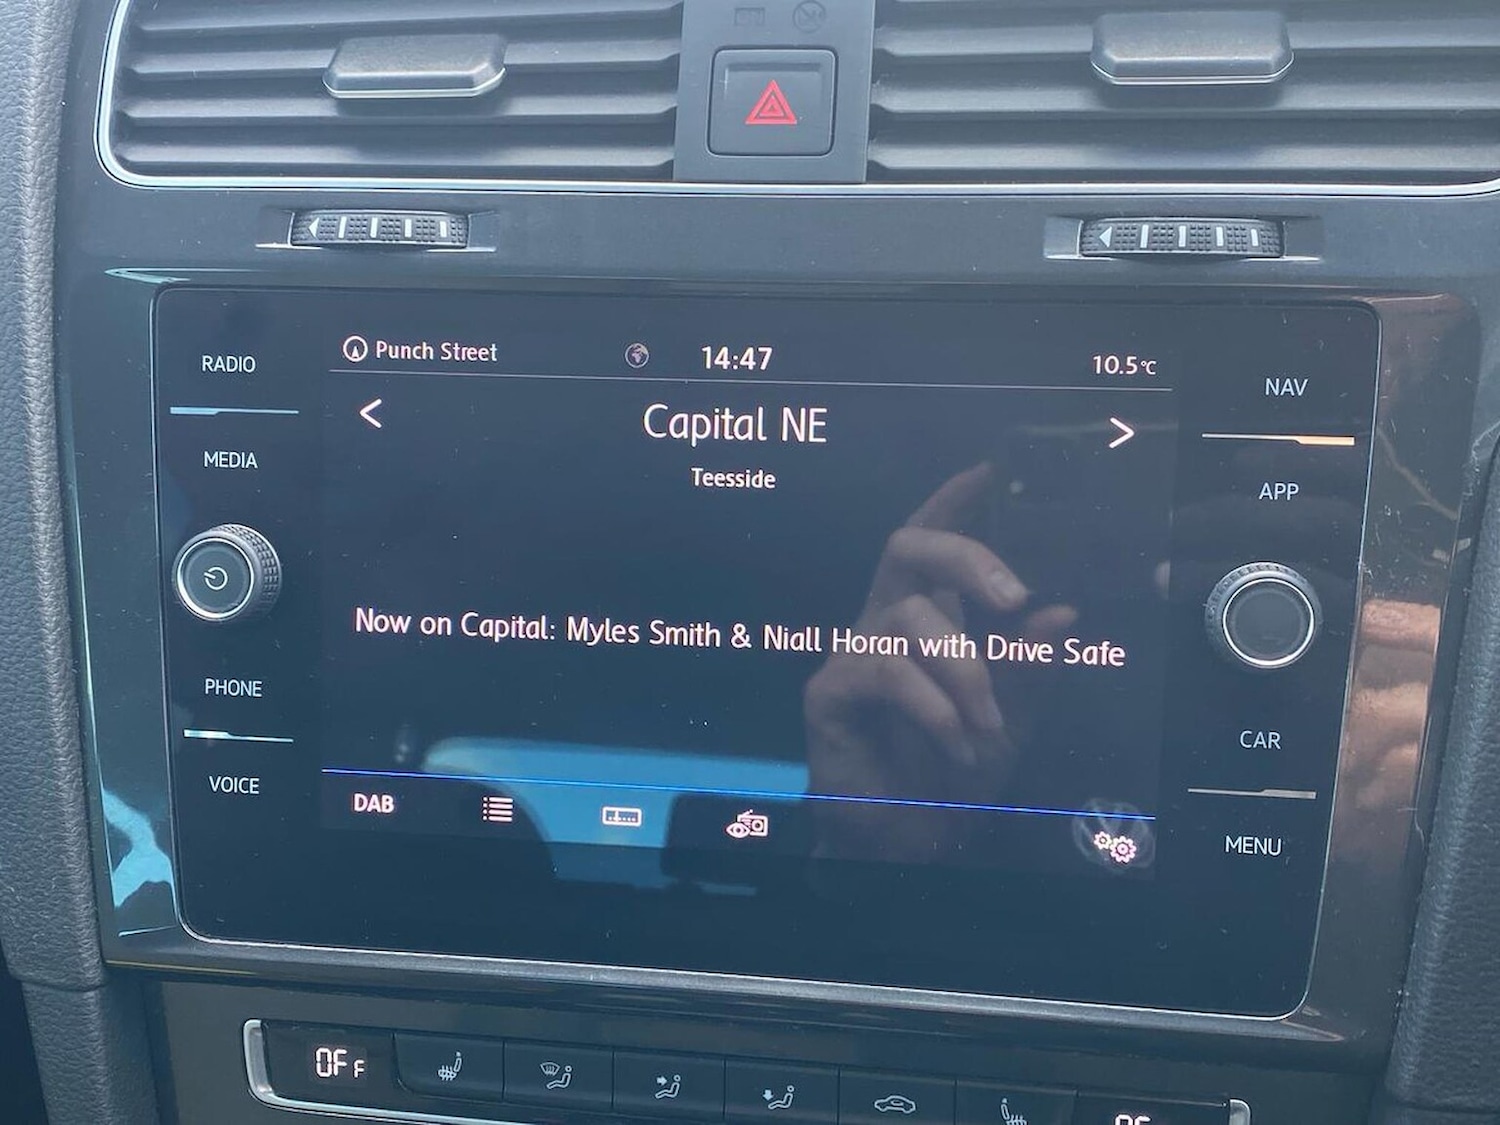 RADIO
MEDIA
PHONE
VOICE
Punch Street
14:47
10.5°C
Capital NE
Teesside
Now on Capital: Myles Smith & Niall Horan with Drive Safe
DAB
NAV
APP
CAR
MENU
OFF